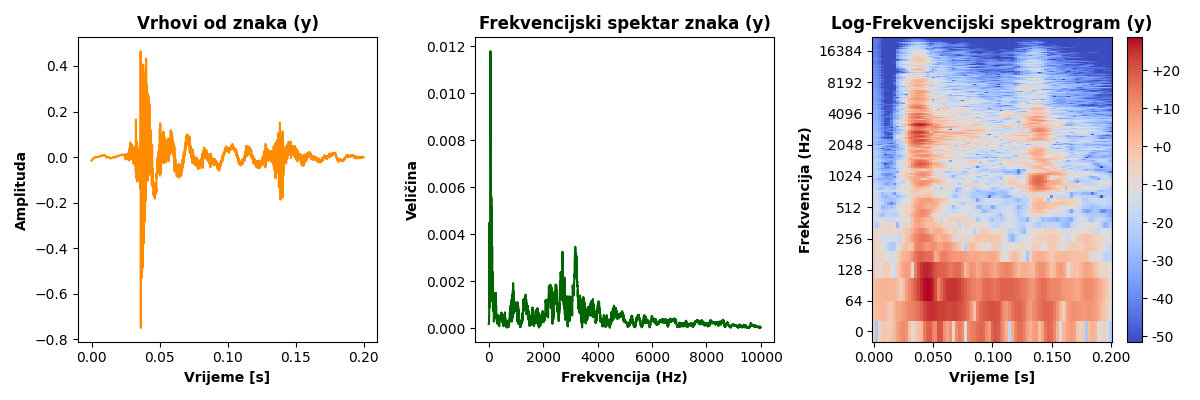 Vrhovi od znaka (y)
0.4
0.2
0.0
−0.2
−0.4
−0.6
−0.8
Amplituda
0.00 0.05 0.10 0.15 0.20
Vrijeme [s]
Frekvencijski spektar znaka (y)
0.012
0.010
0.008
0.006
0.004
0.002
0.000
Veličina
0 2000 4000 6000 8000 10000
Frekvencija (Hz)
Log-Frekvencijski spektrogram (y)
16384
8192
4096
2048
1024
512
256
128
64
0
Frekvencija (Hz)
0.000 0.050 0.100 0.150 0.200
Vrijeme [s]
+20
+10
+0
-10
-20
-30
-40
-50